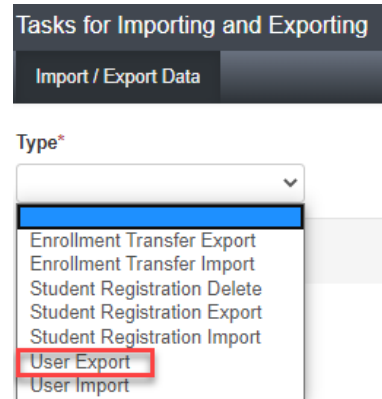 Tasks for Importing and Exporting
Import / Export Data
Type*
Enrollment Transfer Export
Enrollment Transfer Import
Student Registration Delete
Student Registration Export
Student Registration Import
User Export
User Import